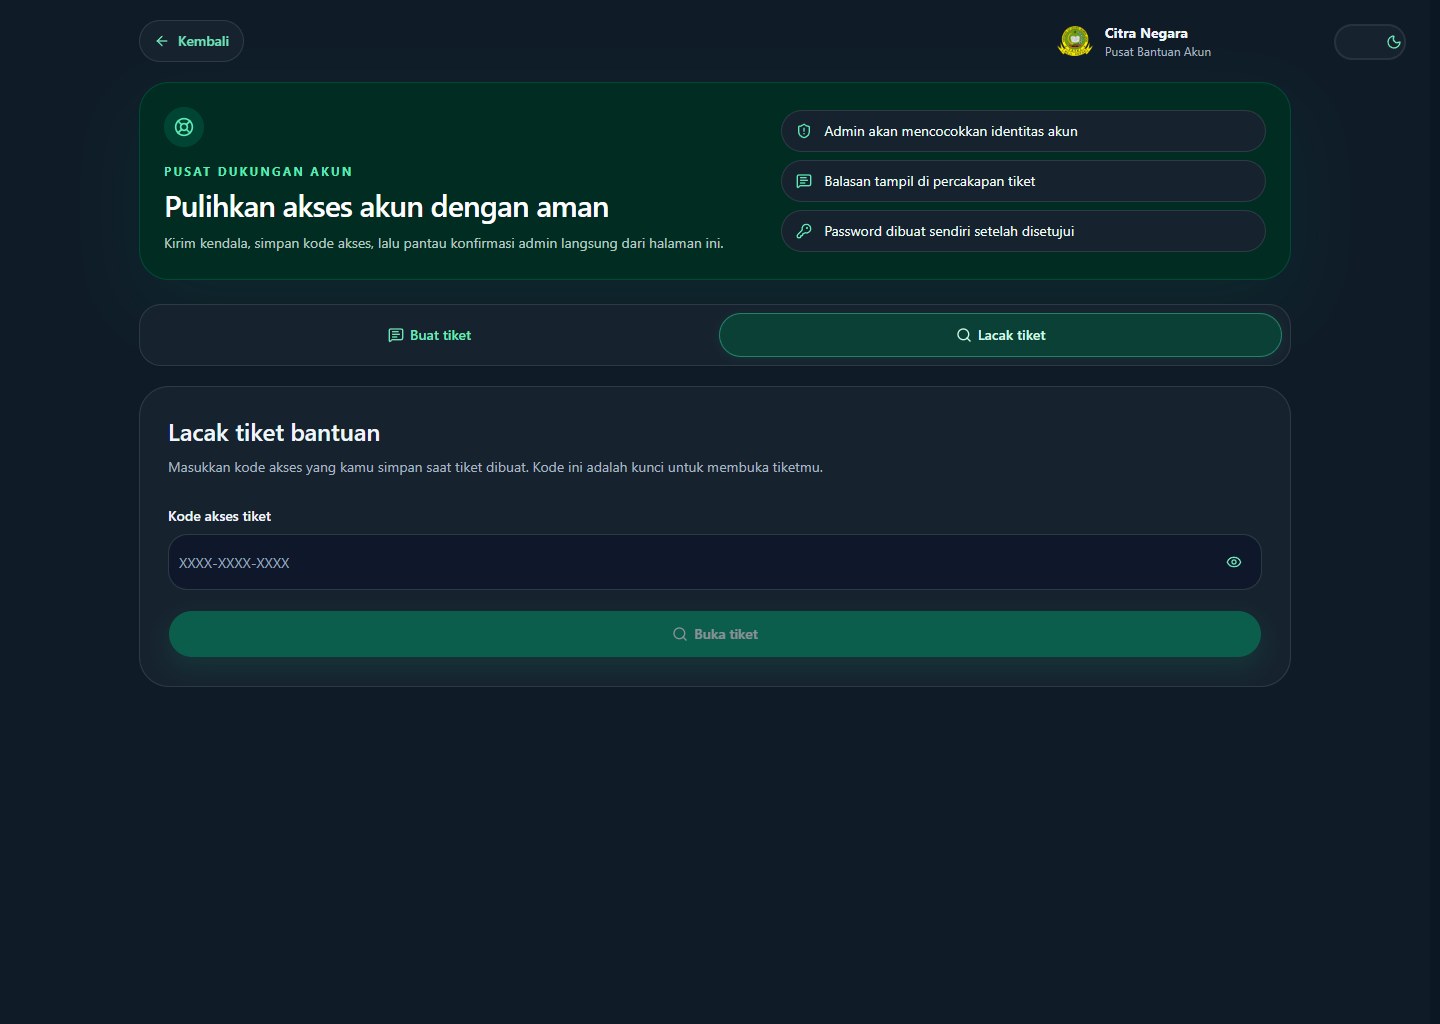 Kembali
Citra Negara
Pusat Bantuan Akun
PUSAT DUKUNGAN AKUN
Pulihkan akses akun dengan aman
Kirim kendala, simpan kode akses, lalu pantau konfirmasi admin langsung dari halaman ini.
Admin akan mencocokkan identitas akun
Balasan tampil di percakapan tiket
Password dibuat sendiri setelah disetujui
Buat tiket
Lacak tiket
Lacak tiket bantuan
Masukkan kode akses yang kamu simpan saat tiket dibuat. Kode ini adalah kunci untuk membuka tiketmu.
Kode akses tiket
XXXX-XXXX-XXXX
Buka tiket